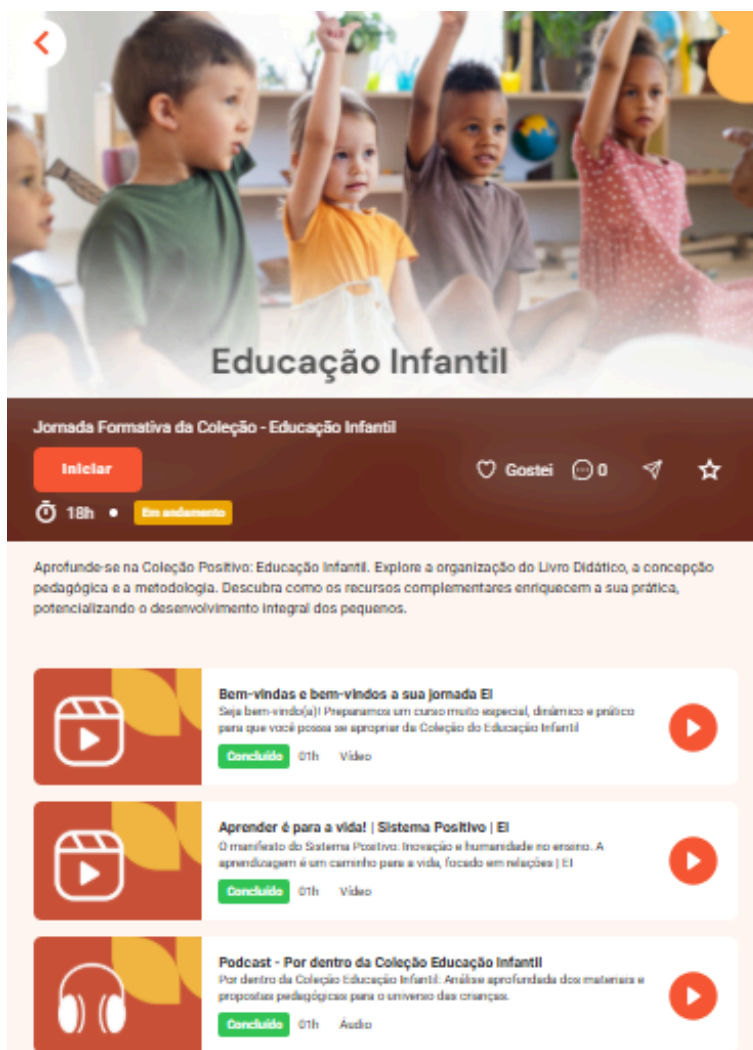 Educação Infantil
Jornada Formativa da Coleção - Educação Infantil
Iniciar
Gostei
0
18h
Em andamento
Aprofunde-se na Coleção Positivo: Educação Infantil. Explore a organização do Livro Didático, a concepção
pedagógica e a metodologia. Descubra como os recursos complementares enriquecem a sua prática,
potencializando o desenvolvimento integral dos pequenos.
Bem-vindas e bem-vindos a sua jornada EI
Seja bem-vindo(a)! Preparamos um curso muito especial, dinâmico e prático
para que você possa se apropriar da Coleção do Educação Infantil
Concluído 01h Vídeo
Aprender é para a vida! | Sistema Positivo | EI
O manifesto do Sistema Positivo: Inovação e humanidade no ensino. A
aprendizagem é um caminho para a vida, focado em relações | EI
Concluído 01h Vídeo
Podcast - Por dentro da Coleção Educação Infantil
Por dentro da Coleção Educação Infantil: Análise aprofundada dos materiais e
propostas pedagógicas para o universo das crianças.
Concluído 01h Áudio